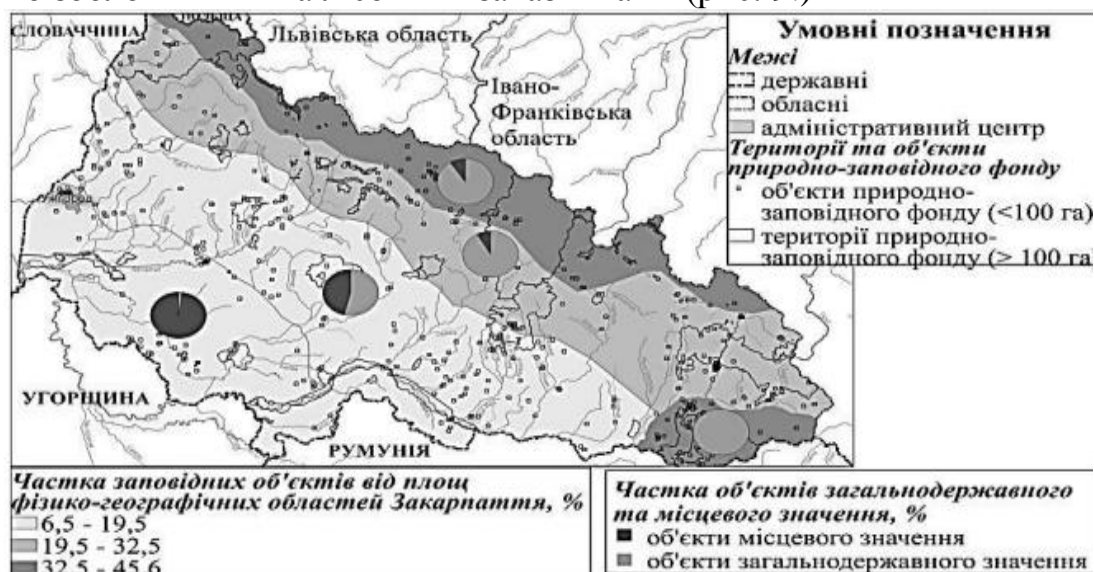 СЛОВАЧЧИНА
Львівська область
Івано-
Франківська
область
УГОРЩИНА
РУМУНІЯ
Умовні позначення
Межі
державні
обласні
адміністративний центр
Території та об'єкти
природно-заповідного фонду
об'єкти природно-
заповідного фонду (<100 га)
території природно-
заповідного фонду (> 100 га)
Частка заповідних об'єктів від площ
фізико-географічних областей Закарпаття, %
6,5 - 19,5
19,5 - 32,5
32,5 - 45,6
Частка об'єктів загальнодержавного
та місцевого значення, %
об'єкти місцевого значення
об'єкти загальнодержавного значення